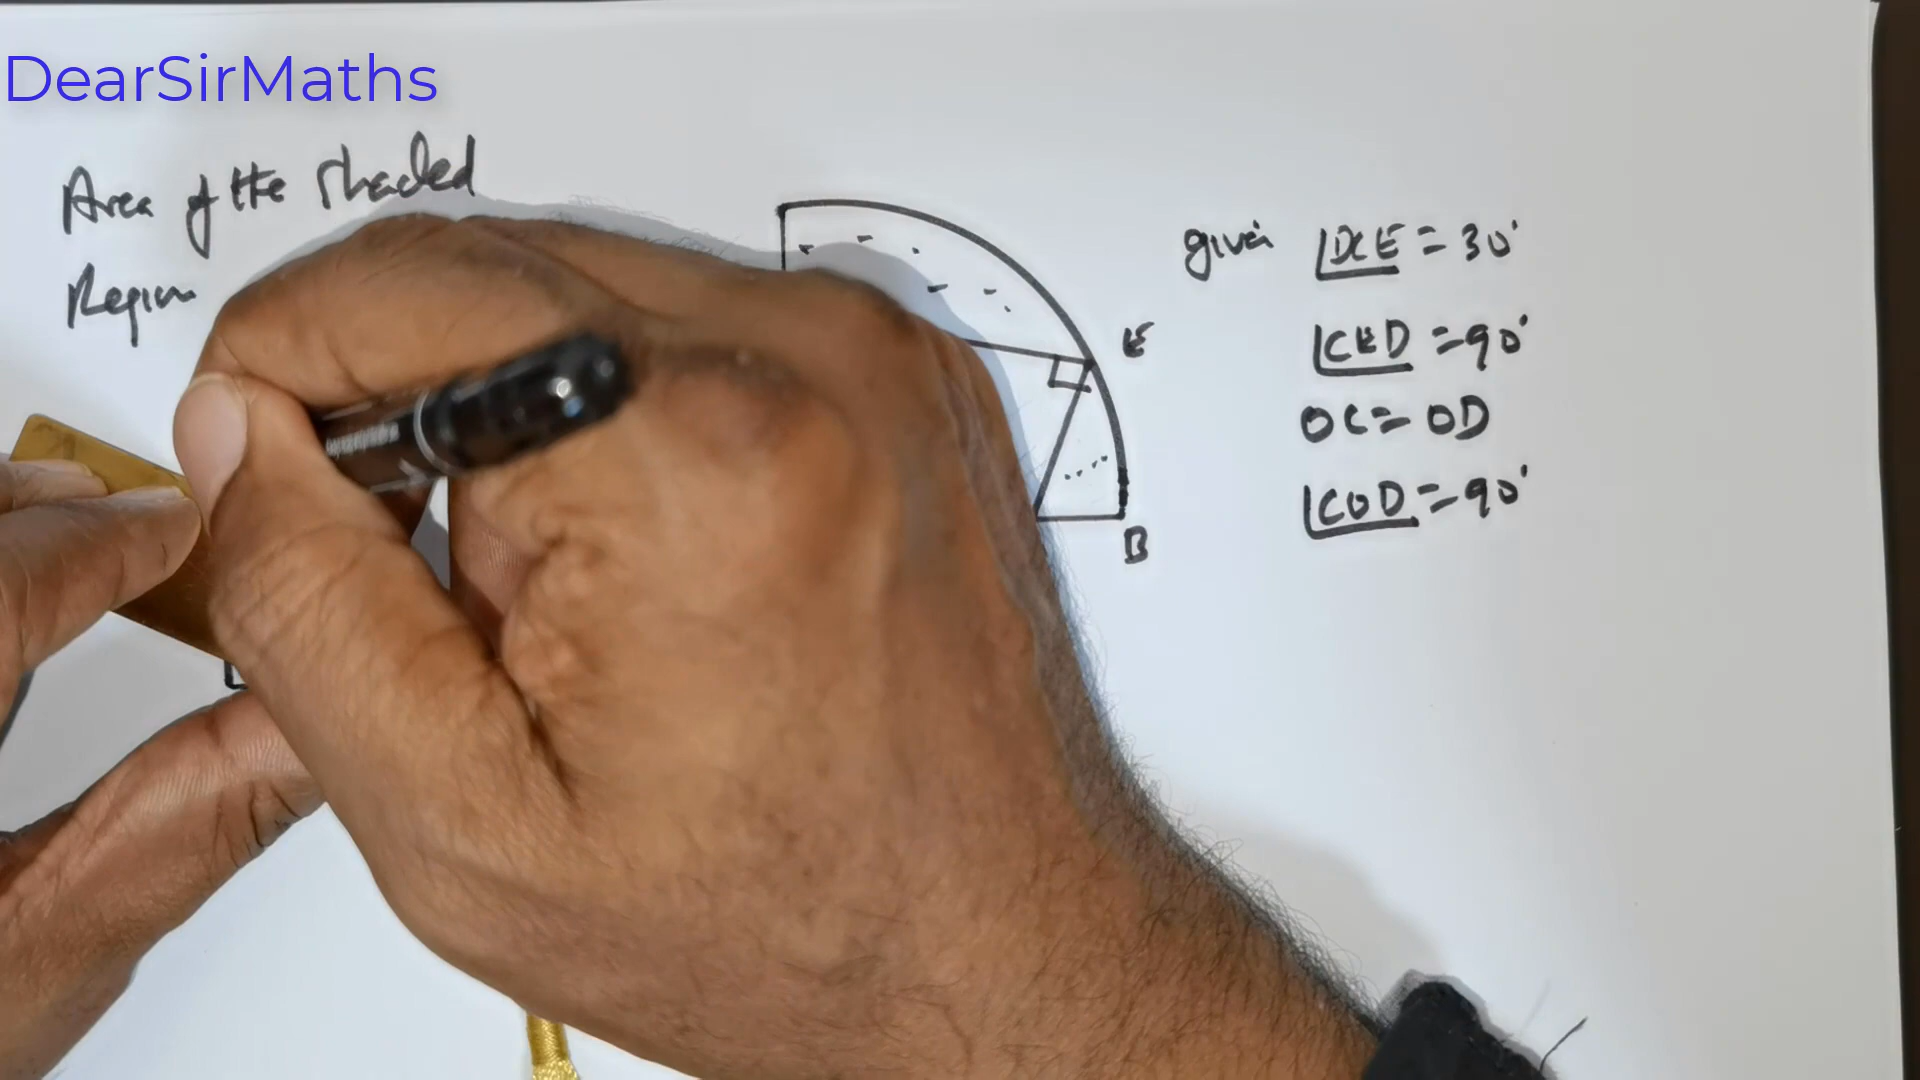 DearSirMaths
Area of the Shaded
Region
given ∠DCE = 30°
∠CED = 90°
OC = OD
∠COD = 90°
E
B